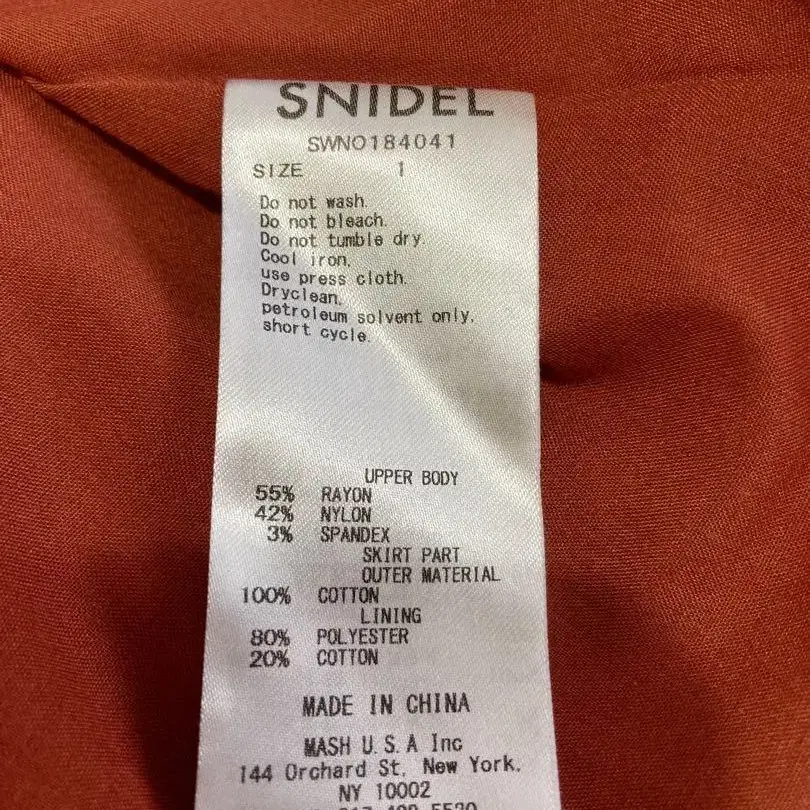 SNIDEL
SWNO184041
SIZE 1
Do not wash.
Do not bleach.
Do not tumble dry.
Cool iron.
use press cloth.
Dryclean.
petroleum solvent only.
short cycle.
UPPER BODY
55% RAYON
42% NYLON
3% SPANDEX
SKIRT PART
OUTER MATERIAL
100% COTTON
LINING
80% POLYESTER
20% COTTON
MADE IN CHINA
MASH U.S.A Inc
144 Orchard St. New York.
NY 10002